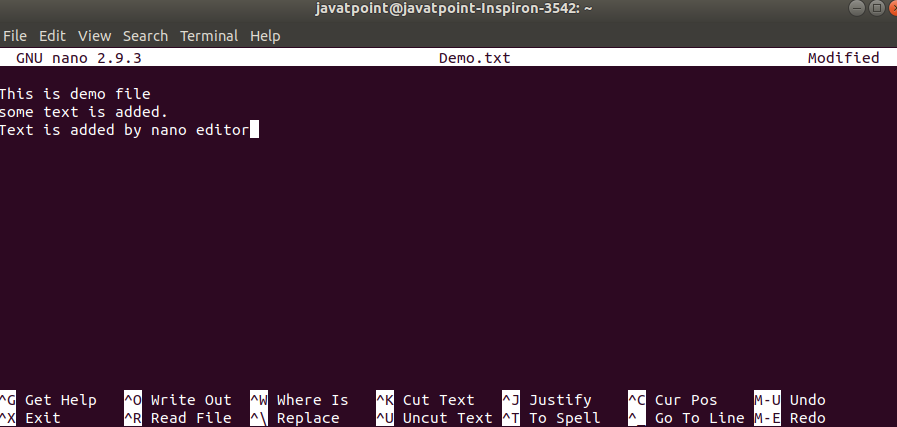 javatpoint@javatpoint-Inspiron-3542: ~
File Edit View Search Terminal Help
GNU nano 2.9.3 Demo.txt Modified
This is demo file
some text is added.
Text is added by nano editor
^G Get Help ^O Write Out ^W Where Is ^K Cut Text ^J Justify ^C Cur Pos M-U Undo
^X Exit ^R Read File ^\ Replace ^U Uncut Text ^T To Spell ^_ Go To Line M-E Redo